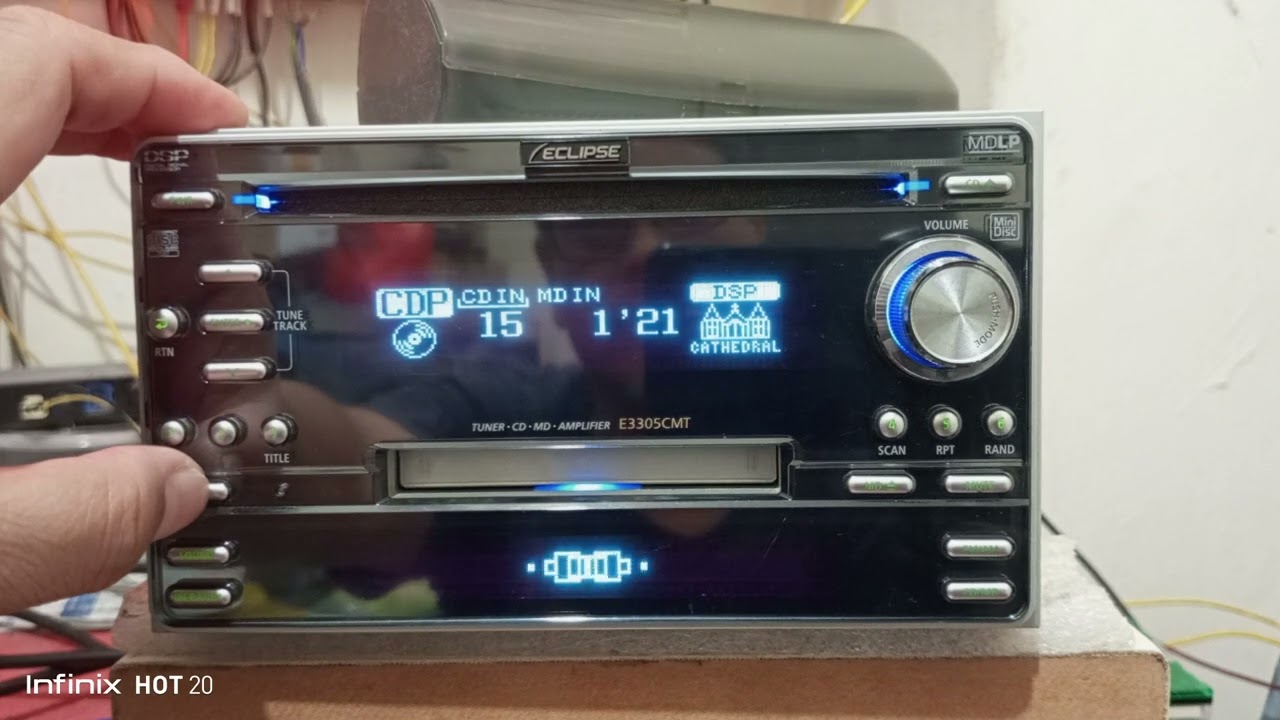 ECLIPSE
MDLP
DSP
VOLUME
Mini
Disc
PUSH-MODE
TUNE
TRACK
RTN
CDP CD IN MD IN
15 1'21
DSP
CATHEDRAL
TUNER·CD·MD·AMPLIFIER E3305CMT
TITLE
4 5 6
SCAN RPT RAND
Infinix HOT 20